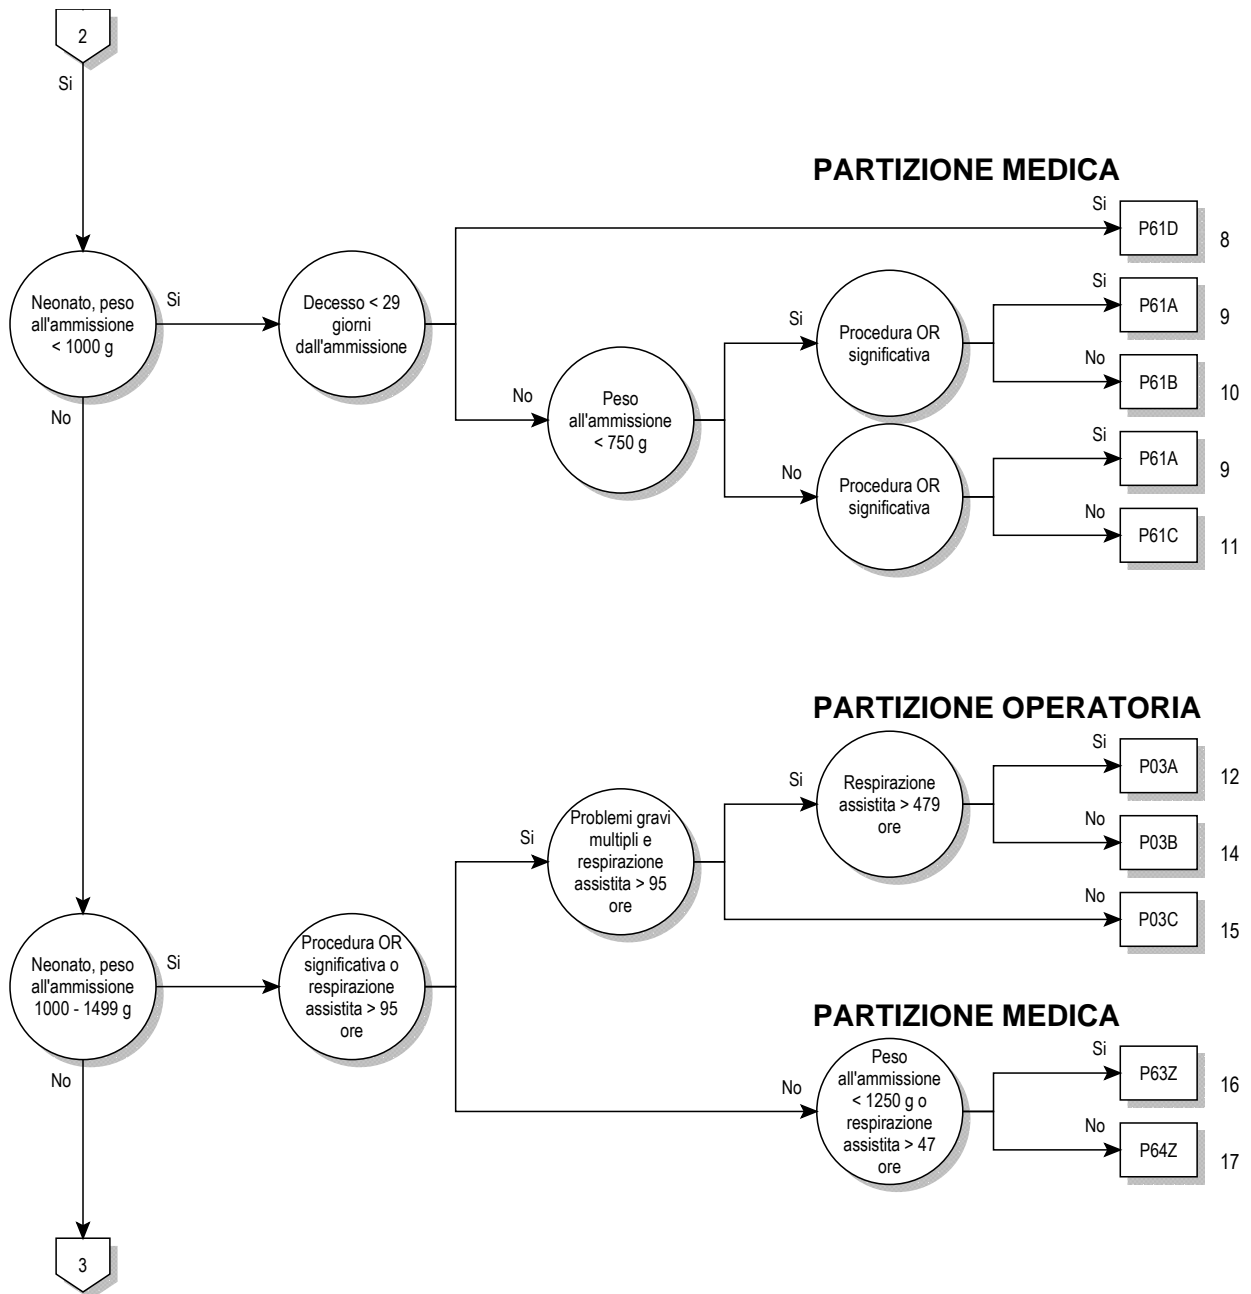 2
Si
PARTIZIONE MEDICA
Si
P61D
8
Neonato, peso
all'ammissione
< 1000 g
Si
Decesso < 29
giorni
dall'ammissione
Si
Procedura OR
significativa
Si
P61A
9
No
P61B
10
No
No
Peso
all'ammissione
< 750 g
No
Procedura OR
significativa
Si
P61A
9
No
P61C
11
PARTIZIONE OPERATORIA
Si
P03A
12
Si
Respirazione
assistita > 479
ore
No
P03B
14
Si
Problemi gravi
multipli e
respirazione
assistita > 95
ore
No
P03C
15
Neonato, peso
all'ammissione
1000 - 1499 g
Si
Procedura OR
significativa o
respirazione
assistita > 95
ore
PARTIZIONE MEDICA
No
No
Peso
all'ammissione
< 1250 g o
respirazione
assistita > 47
ore
Si
P63Z
16
No
P64Z
17
3